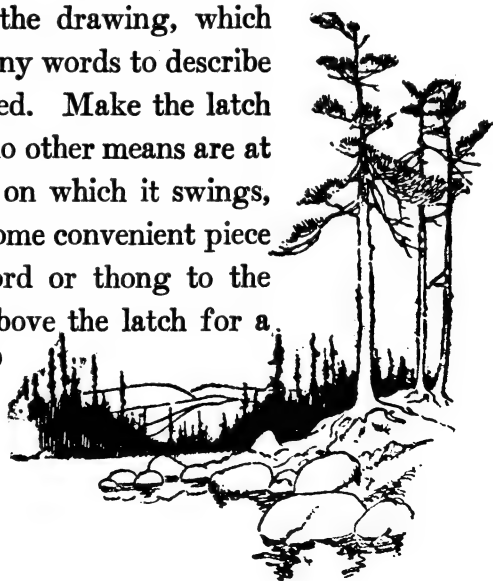 the drawing, which
ny words to describe
ed. Make the latch
o other means are at
on which it swings,
ome convenient piece
ord or thong to the
bove the latch for a